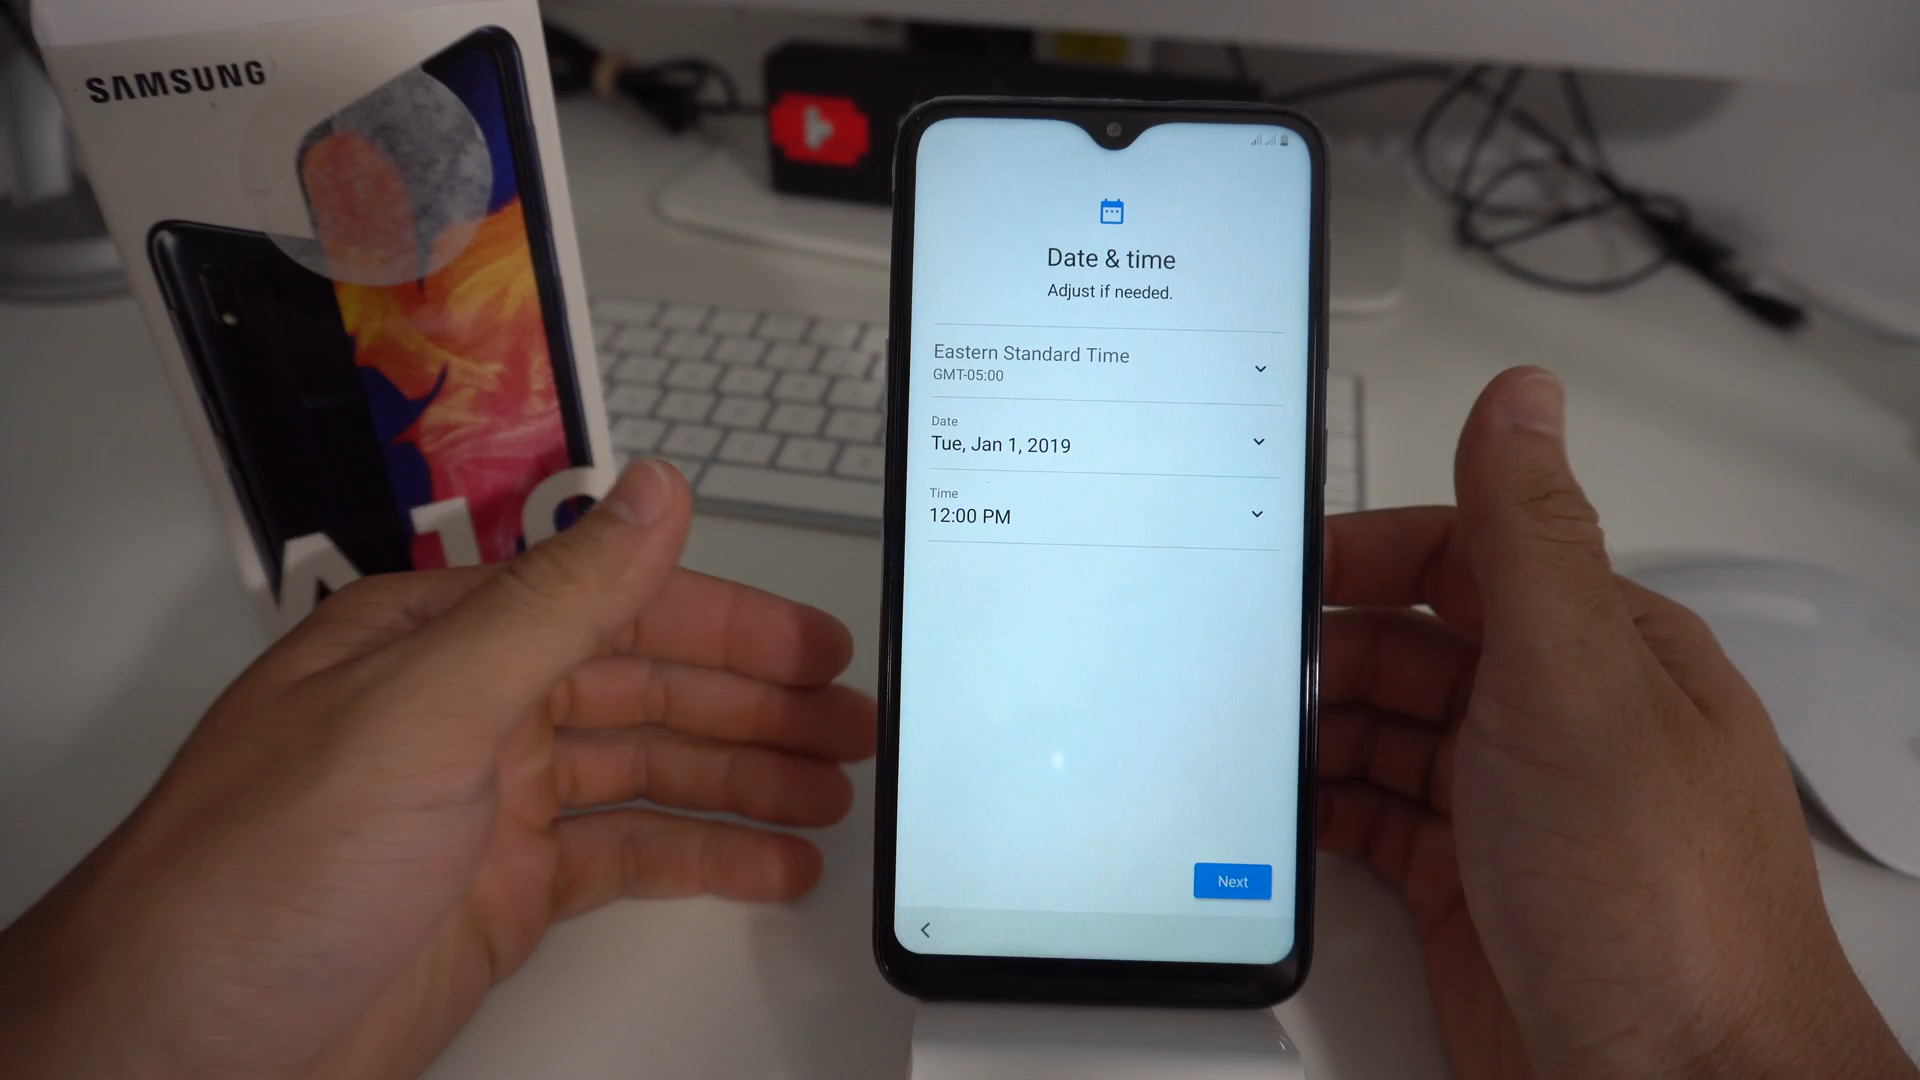 SAMSUNG
Date & time
Adjust if needed.
Eastern Standard Time
GMT-05:00
Date
Tue, Jan 1, 2019
Time
12:00 PM
Next